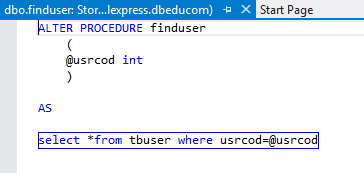 dbo.finduser: Stor...lexpress.dbeducom)
Start Page
ALTER PROCEDURE finduser
(
@usrcod int
)
AS
select *from tbuser where usrcod=@usrcod